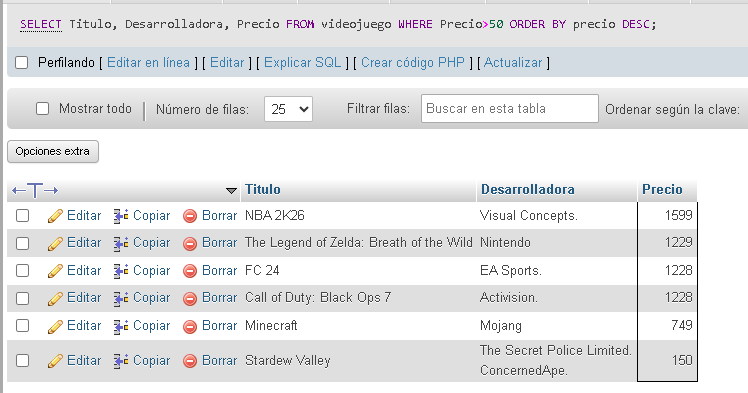 SELECT Titulo, Desarrolladora, Precio FROM videojuego WHERE Precio>50 ORDER BY precio DESC;
Perfilando [ Editar en línea ] [ Editar ] [ Explicar SQL ] [ Crear código PHP ] [ Actualizar ]
Mostrar todo | Número de filas: 25 Filtrar filas: Buscar en esta tabla Ordenar según la clave:
Opciones extra
←T→ Titulo Desarrolladora Precio
Editar Copiar Borrar NBA 2K26 Visual Concepts. 1599
Editar Copiar Borrar The Legend of Zelda: Breath of the Wild Nintendo 1229
Editar Copiar Borrar FC 24 EA Sports. 1228
Editar Copiar Borrar Call of Duty: Black Ops 7 Activision. 1228
Editar Copiar Borrar Minecraft Mojang 749
Editar Copiar Borrar Stardew Valley The Secret Police Limited. 150
ConcernedApe.